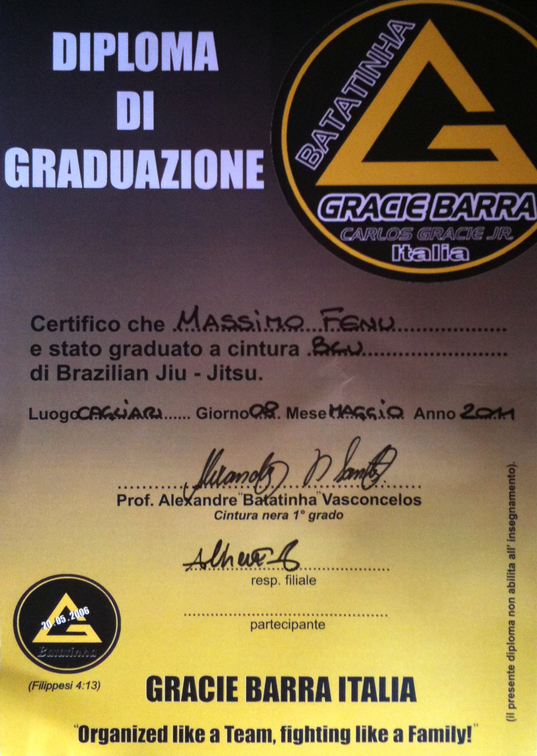 DIPLOMA
DI
GRADUAZIONE
BATATINHA
GRACIE BARRA
CARLOS GRACIE JR.
Italia
Certifico che MASSIMO FENU
e stato graduato a cintura BLU
di Brazilian Jiu - Jitsu.
Luogo CAGLIARI Giorno 08 Mese MAGGIO Anno 2011
Prof. Alexandre "Batatinha" Vasconcelos
Cintura nera 1° grado
resp. filiale
partecipante
20.05.2006
Batatinha
(Filippesi 4:13)
GRACIE BARRA ITALIA
"Organized like a Team, fighting like a Family!"
(il presente diploma non abilita all' insegnamento).